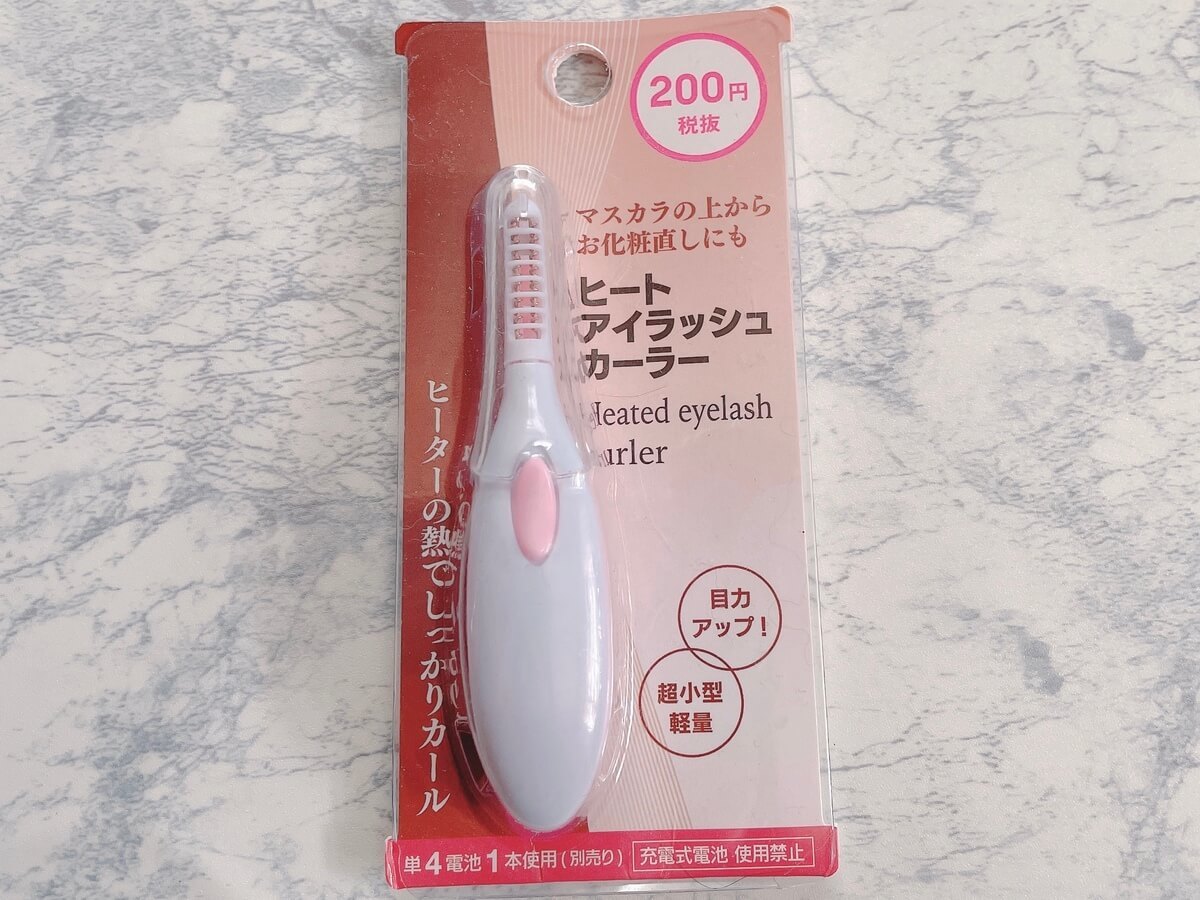 200円
税抜
マスカラの上から
お化粧直しにも
ヒート
アイラッシュ
カーラー
Heated eyelash
curler
ヒーターの熱でしっかりカール
目力
アップ!
超小型
軽量
単4電池1本使用(別売り) 充電式電池 使用禁止